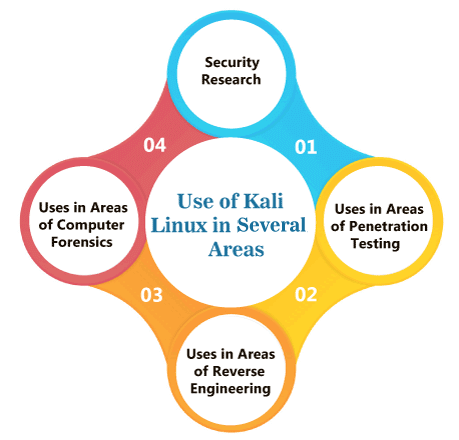 Security
Research
04
01
Use of Kali
Linux in Several
Areas
Uses in Areas
of Computer
Forensics
Uses in Areas
of Penetration
Testing
03
02
Uses in Areas
of Reverse
Engineering